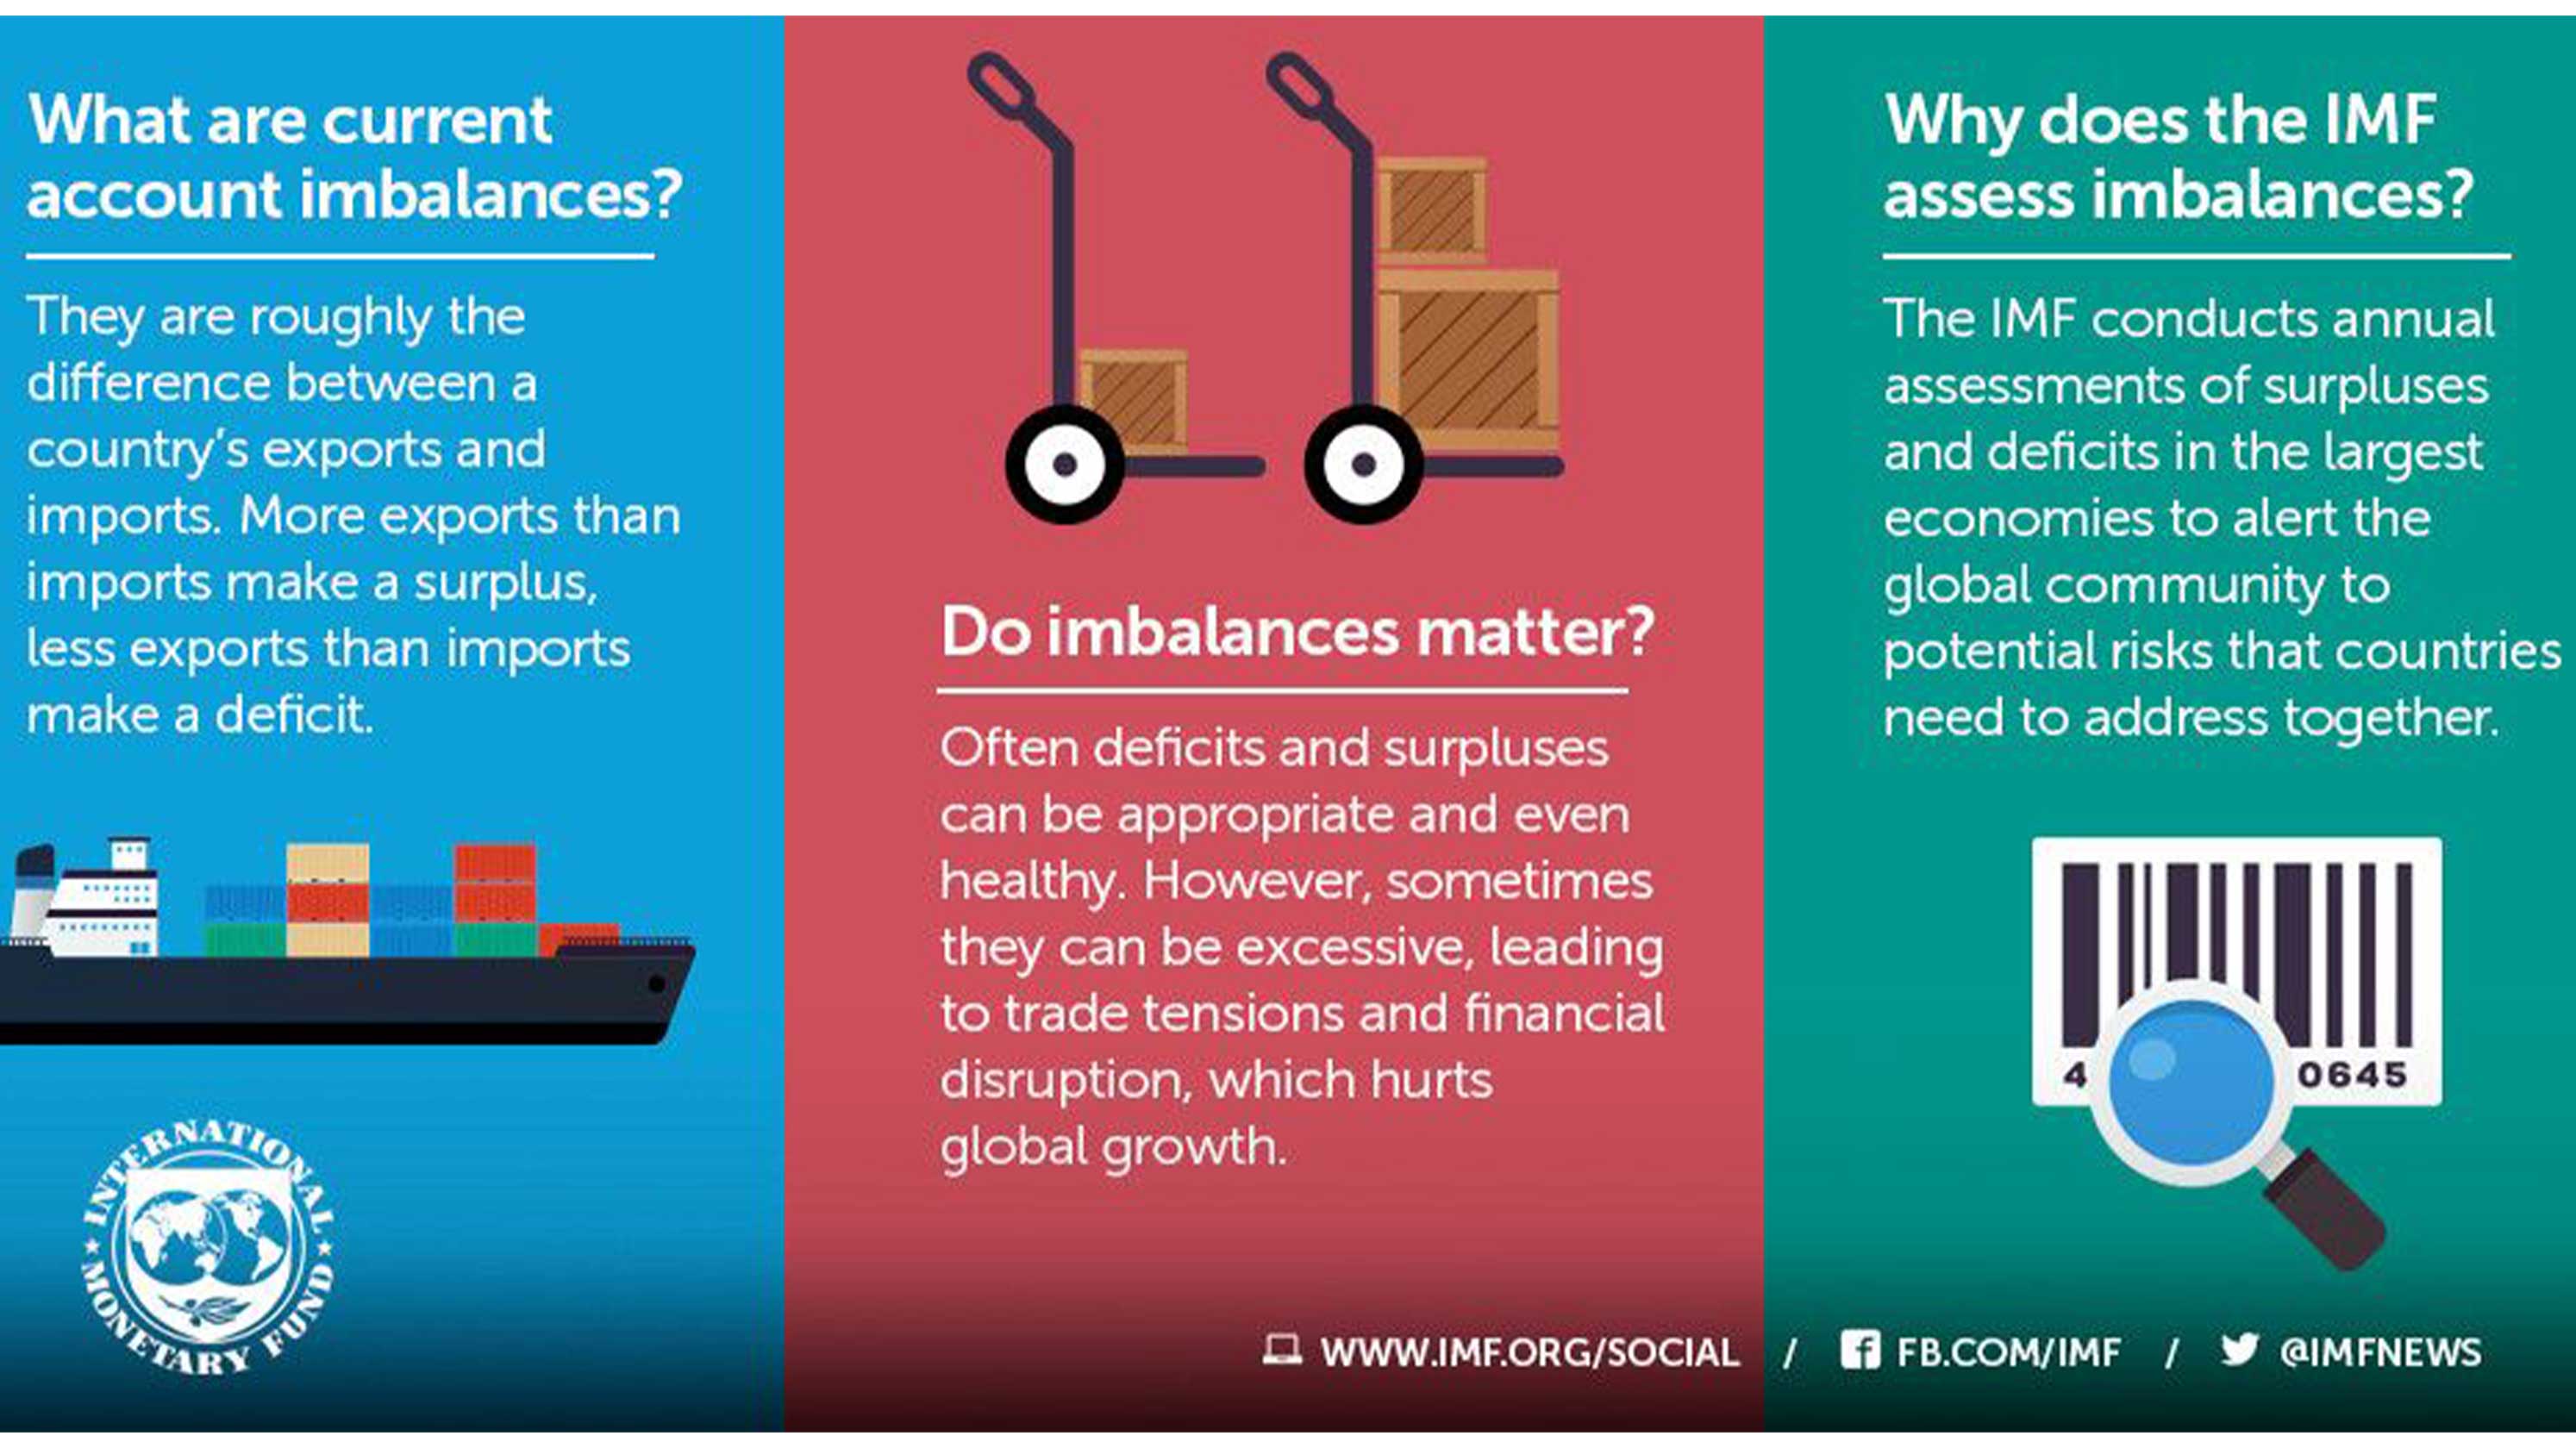 What are current
account imbalances?
They are roughly the
difference between a
country's exports and
imports. More exports than
imports make a surplus,
less exports than imports
make a deficit.
INTERNATIONAL
MONETARY FUND
Do imbalances matter?
Often deficits and surpluses
can be appropriate and even
healthy. However, sometimes
they can be excessive, leading
to trade tensions and financial
disruption, which hurts
global growth.
Why does the IMF
assess imbalances?
The IMF conducts annual
assessments of surpluses
and deficits in the largest
economies to alert the
global community to
potential risks that countries
need to address together.
4 0645
WWW.IMF.ORG/SOCIAL / FB.COM/IMF / @IMFNEWS